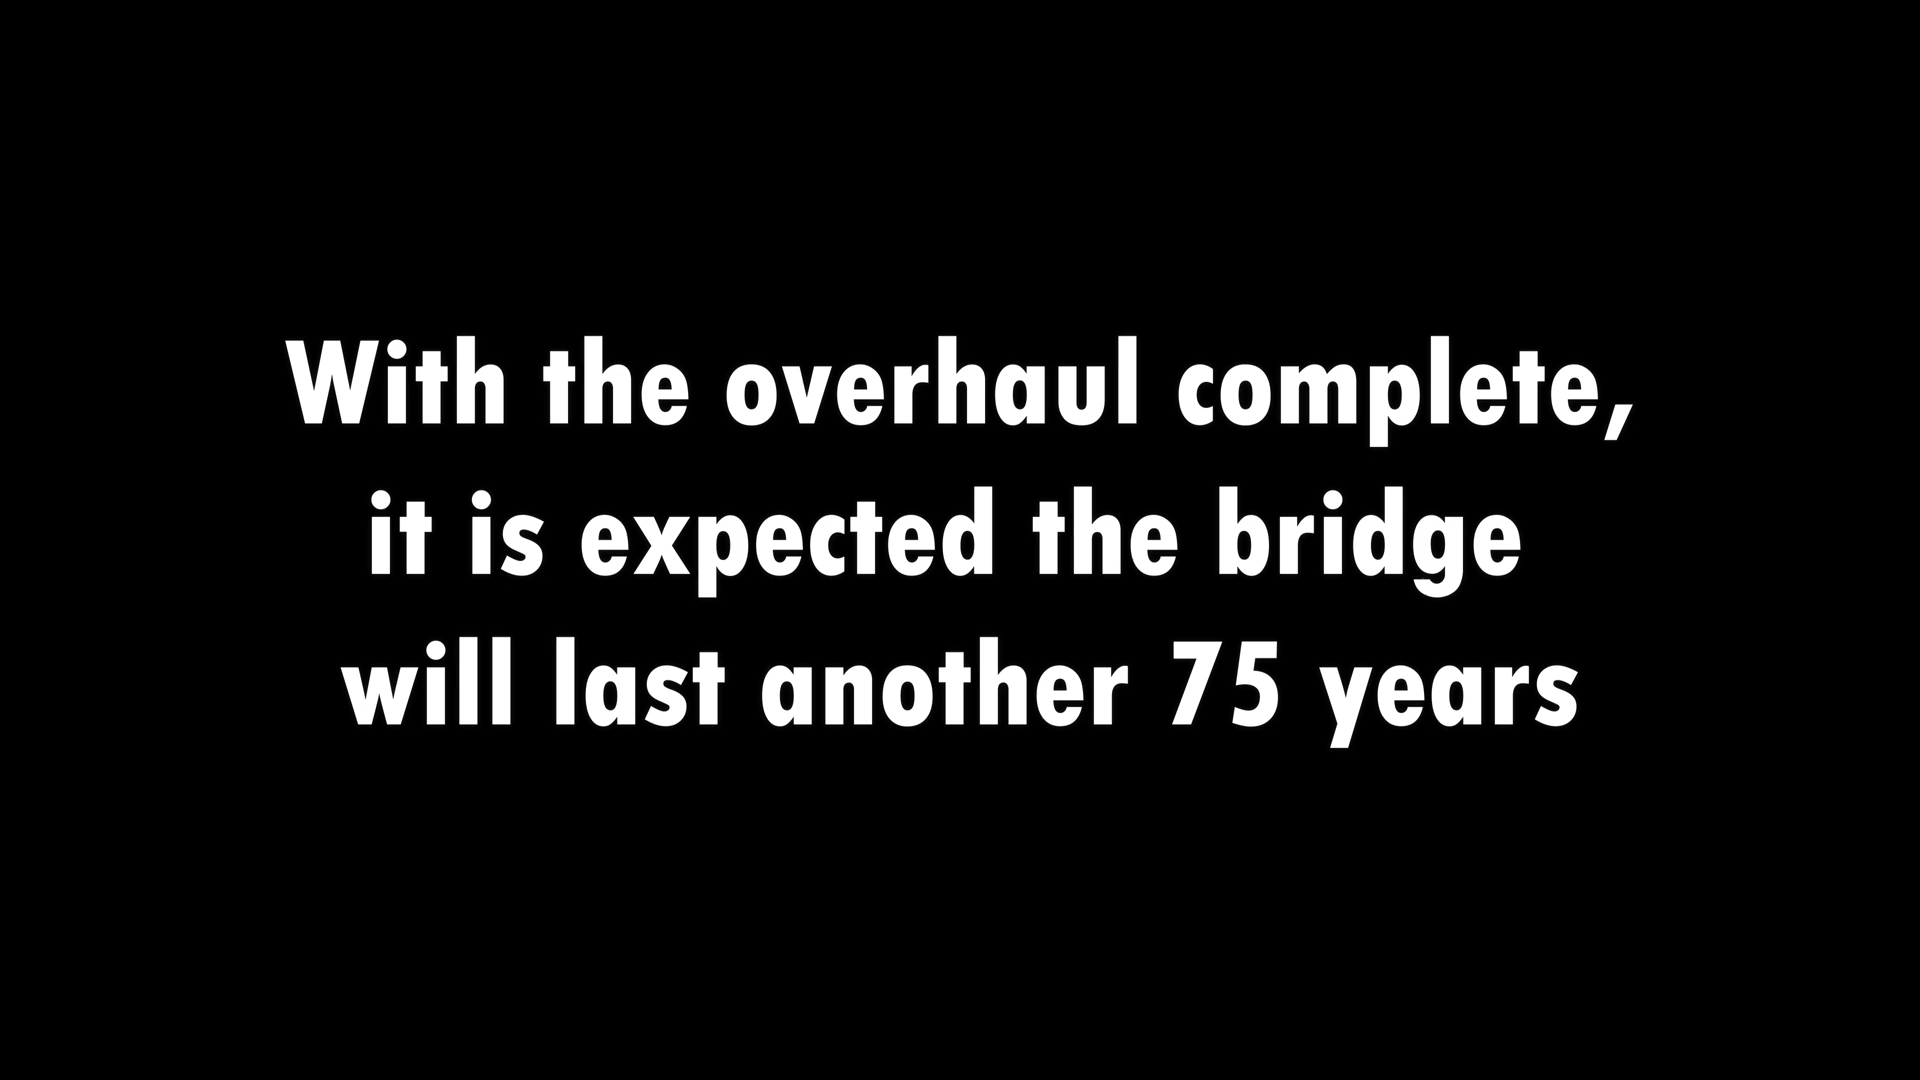 With the overhaul complete,
it is expected the bridge
will last another 75 years